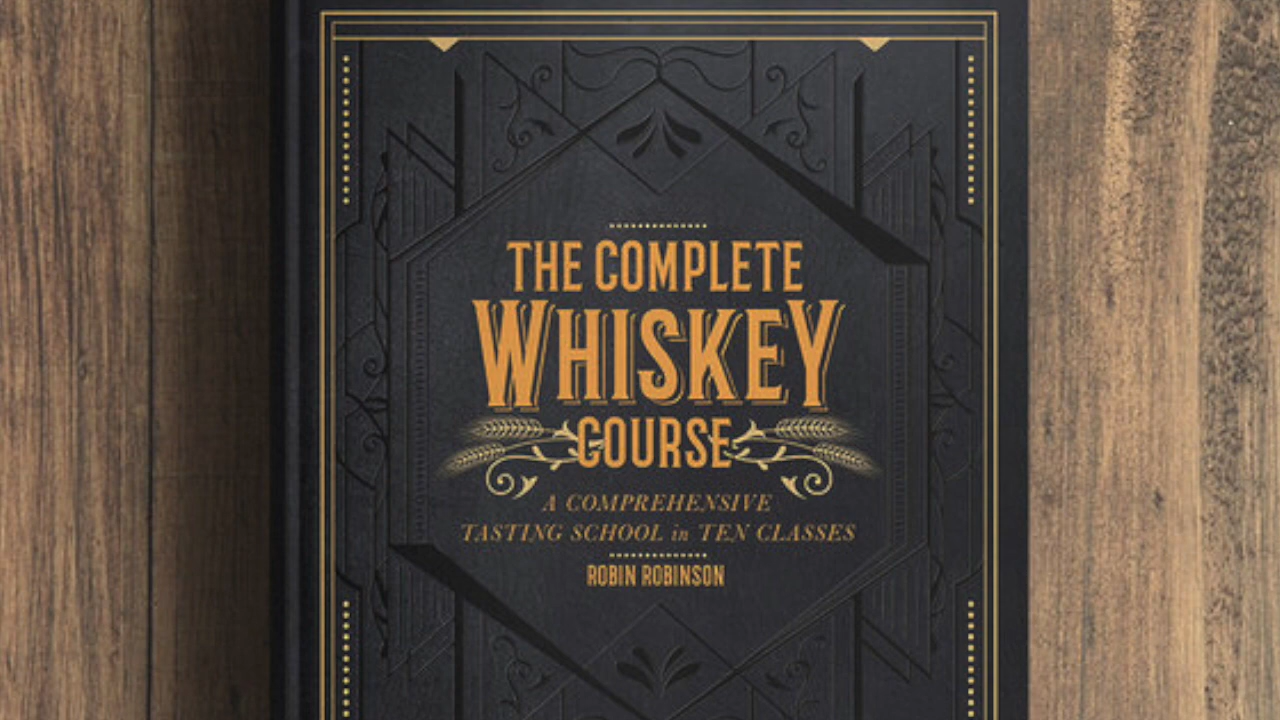 THE COMPLETE
WHISKEY
COURSE
A COMPREHENSIVE
TASTING SCHOOL in TEN CLASSES
ROBIN ROBINSON